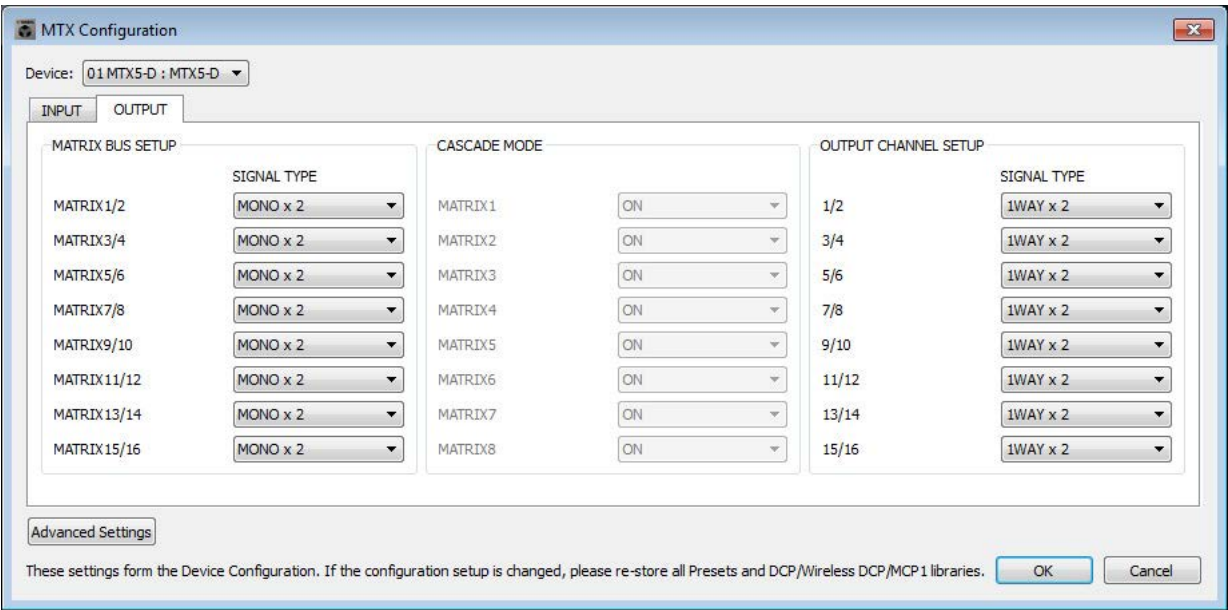 MTX Configuration
Device: 01 MTX5-D : MTX5-D
INPUT OUTPUT
MATRIX BUS SETUP CASCADE MODE OUTPUT CHANNEL SETUP
SIGNAL TYPE SIGNAL TYPE
MATRIX1/2 MONO x 2 MATRIX1 ON 1/2 1WAY x 2
MATRIX3/4 MONO x 2 MATRIX2 ON 3/4 1WAY x 2
MATRIX5/6 MONO x 2 MATRIX3 ON 5/6 1WAY x 2
MATRIX7/8 MONO x 2 MATRIX4 ON 7/8 1WAY x 2
MATRIX9/10 MONO x 2 MATRIX5 ON 9/10 1WAY x 2
MATRIX11/12 MONO x 2 MATRIX6 ON 11/12 1WAY x 2
MATRIX13/14 MONO x 2 MATRIX7 ON 13/14 1WAY x 2
MATRIX15/16 MONO x 2 MATRIX8 ON 15/16 1WAY x 2
Advanced Settings
These settings form the Device Configuration. If the configuration setup is changed, please re-store all Presets and DCP/Wireless DCP/MCP1 libraries. OK Cancel